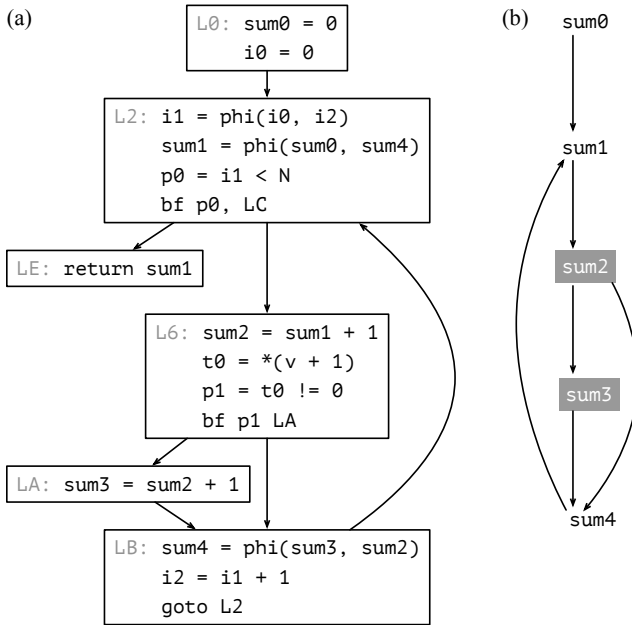 (a)
L0: sum0 = 0
i0 = 0
L2: i1 = phi(i0, i2)
sum1 = phi(sum0, sum4)
p0 = i1 < N
bf p0, LC
LE: return sum1
L6: sum2 = sum1 + 1
t0 = *(v + 1)
p1 = t0 != 0
bf p1 LA
LA: sum3 = sum2 + 1
LB: sum4 = phi(sum3, sum2)
i2 = i1 + 1
goto L2
(b)
sum0
sum1
sum2
sum3
sum4